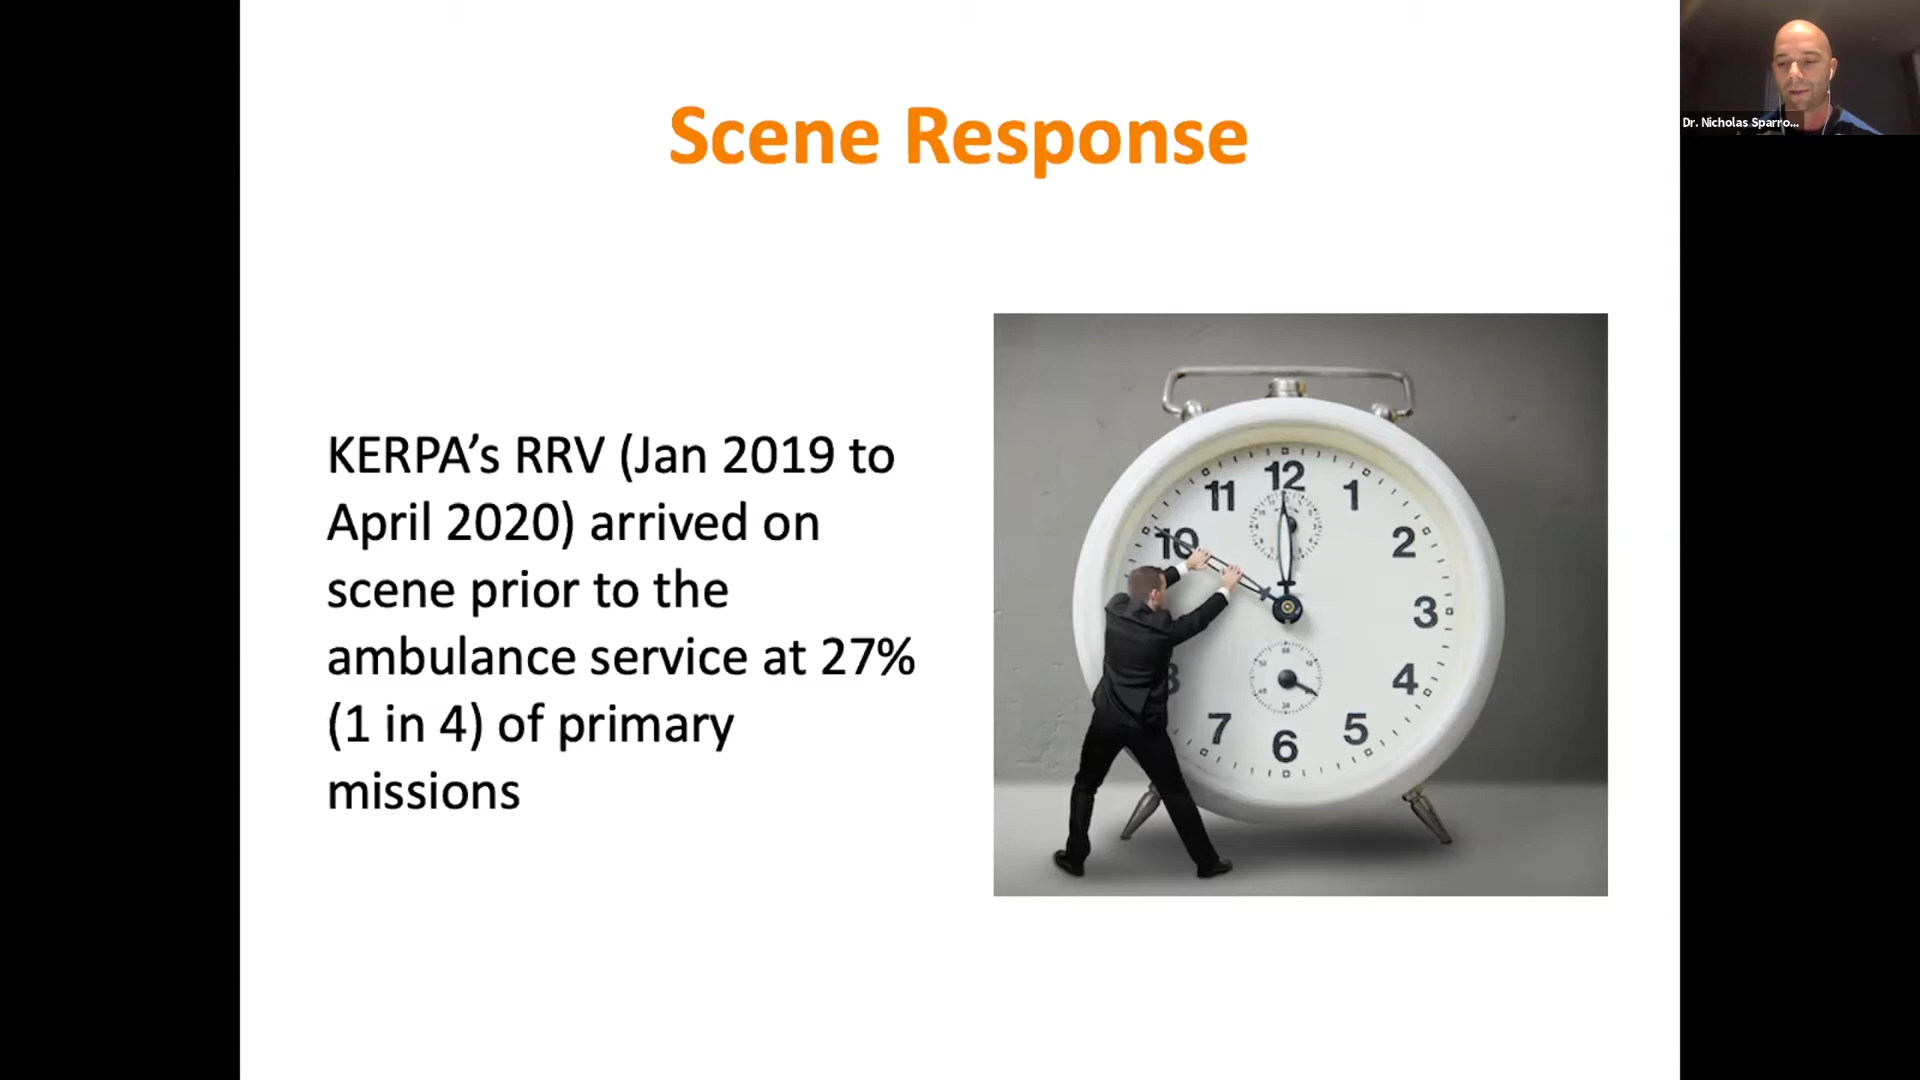 Scene Response
Dr. Nicholas Sparro...
KERPA’s RRV (Jan 2019 to
April 2020) arrived on
scene prior to the
ambulance service at 27%
(1 in 4) of primary
missions
12
11
1
10
2
3
8
4
7
5
6